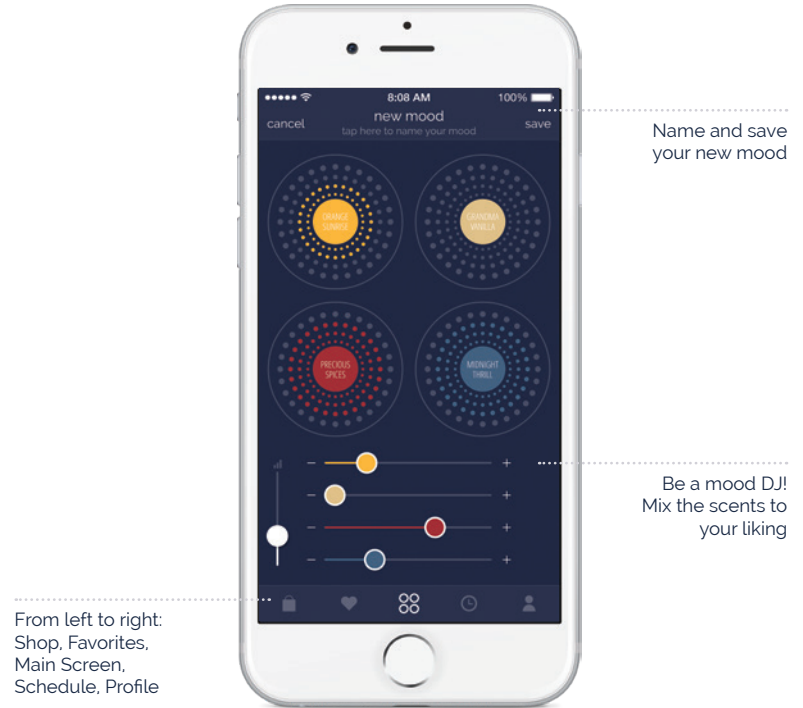 8:08 AM
100%
cancel
new mood
tap here to name your mood
save
Name and save
your new mood
ORANGE
SUNRISE
GRANDMA
VANILLA
PRECIOUS
SPICES
MIDNIGHT
THRILL
Be a mood DJ!
Mix the scents to
your liking
From left to right:
Shop, Favorites,
Main Screen,
Schedule, Profile